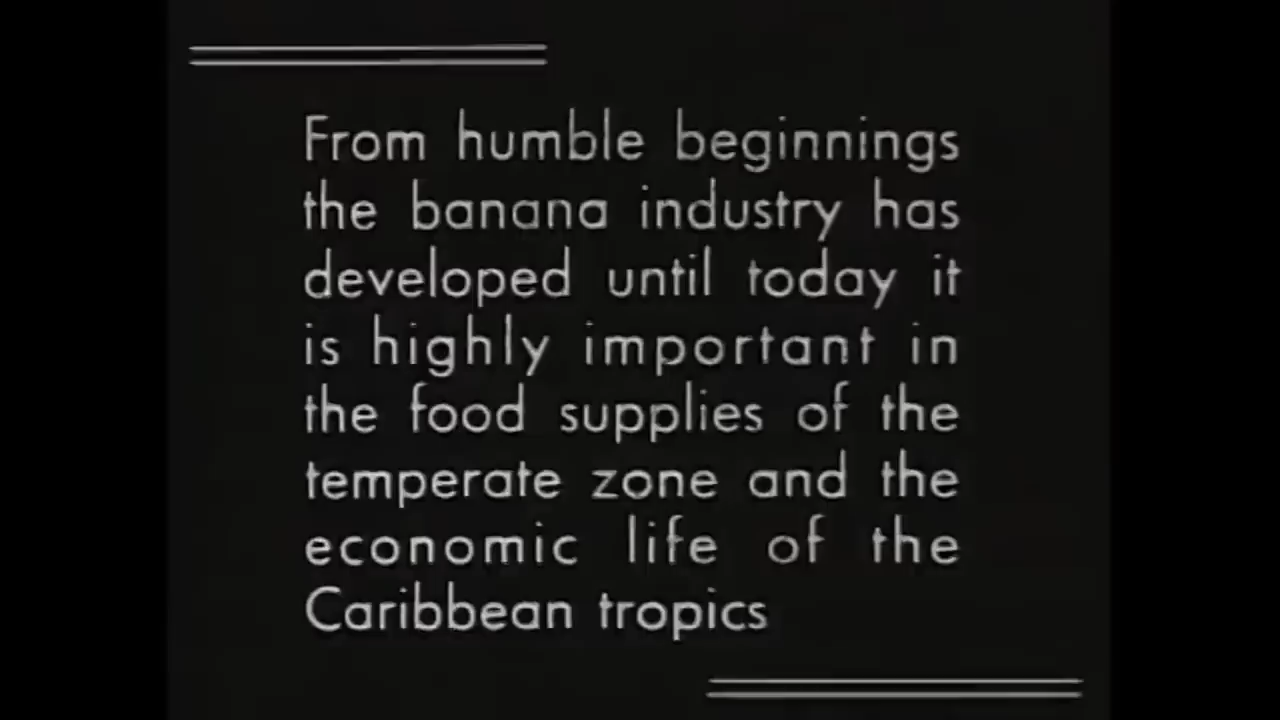 From humble beginnings
the banana industry has
developed until today it
is highly important in
the food supplies of the
temperate zone and the
economic life of the
Caribbean tropics